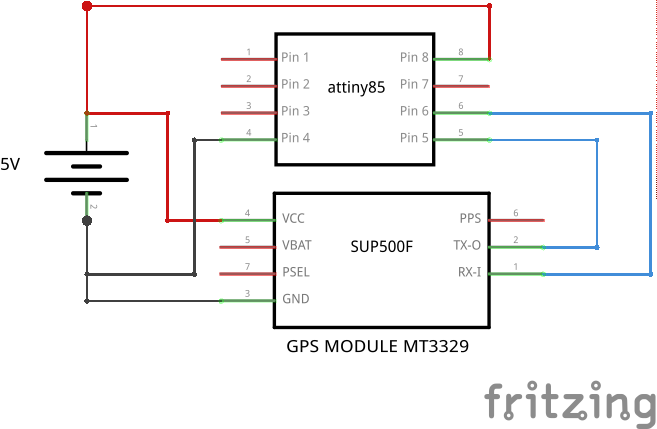 8
1 Pin 1 Pin 8
2 Pin 2 attiny85 Pin 7 7
3 Pin 3 Pin 6 6
4 Pin 4 Pin 5 5
1
5V
2
4 VCC PPS 6
5 VBAT SUP500F TX-O 2
7 PSEL RX-I 1
3 GND
GPS MODULE MT3329
fritzing